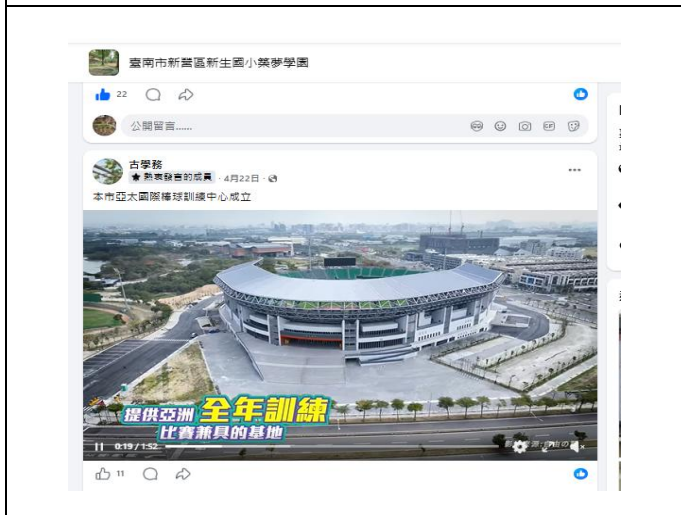 臺南市新營區新生國小築夢學園
22
公開留言......
GIF
古學務
熱衷發言的成員 · 4月22日 ·
本市亞太國際棒球訓練中心成立
提供亞洲全年訓練
比賽兼具的基地
0:19 / 1:52
11